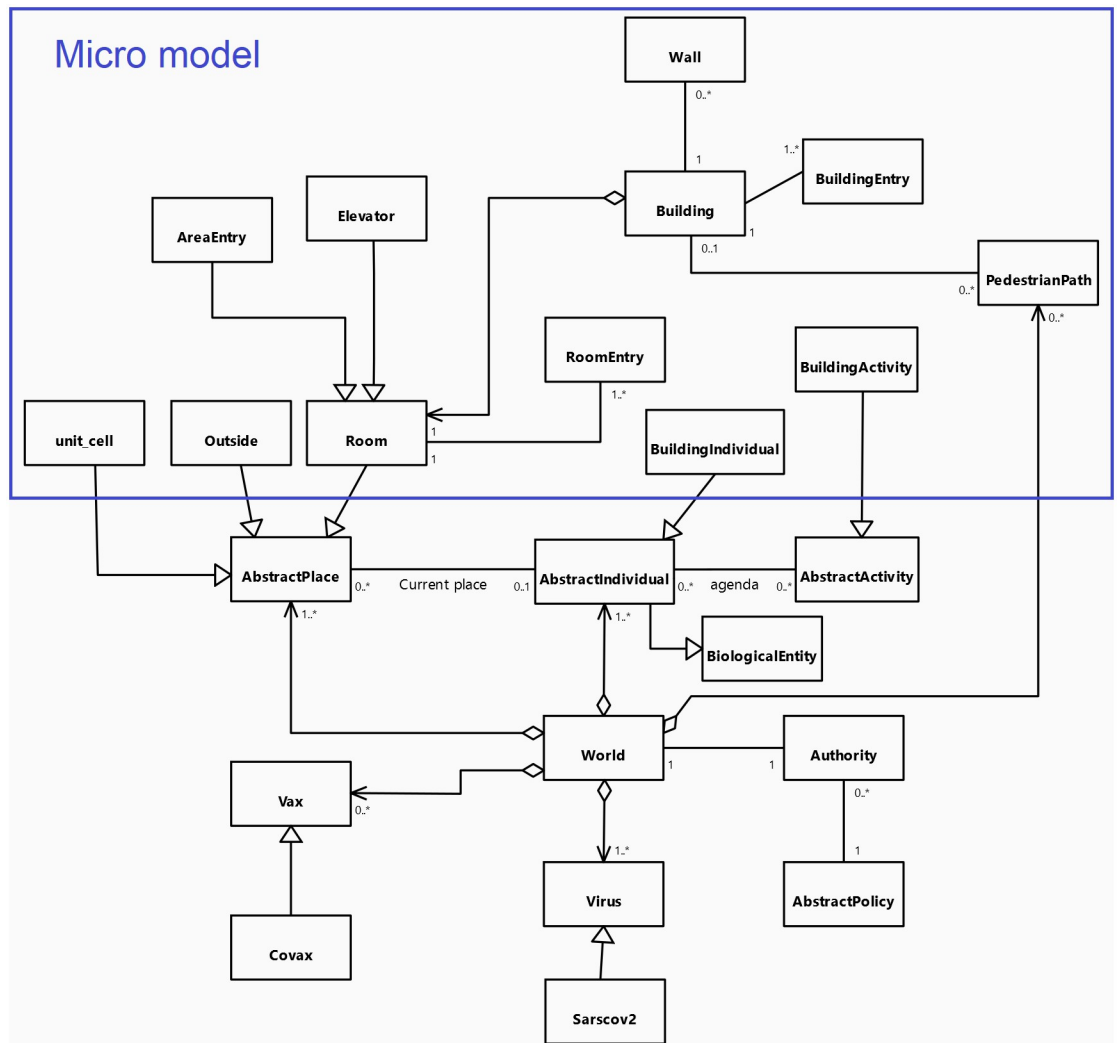 Micro model
Wall
0..*
1
1..*
BuildingEntry
Building
1
0..1
Elevator
AreaEntry
PedestrianPath
0..*
0..*
RoomEntry
1..*
BuildingActivity
unit_cell
Outside
Room
1
1
BuildingIndividual
AbstractPlace
0..*
Current place
0..1
AbstractIndividual
0..*
agenda
0..*
AbstractActivity
1..*
1..*
BiologicalEntity
World
1
1
Authority
Vax
0..*
0..*
1..*
1
Virus
AbstractPolicy
Covax
Sarscov2